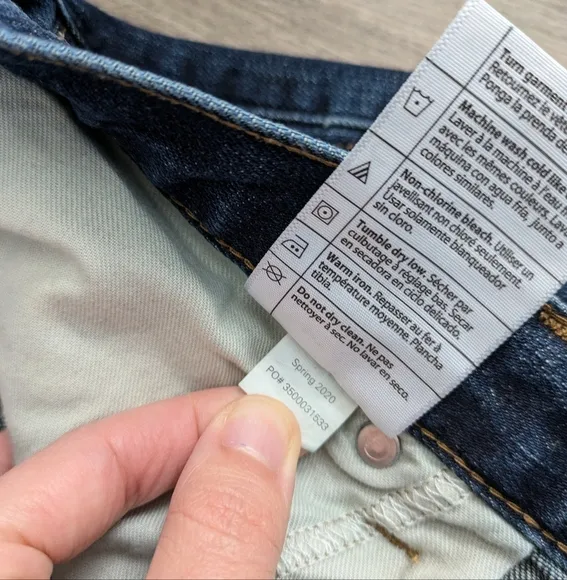 Turn garment
Retournez le vêt
Ponga la prenda de
Machine wash cold like
Laver à la machine à l'eau
avec les mêmes couleurs. Lava
máquina con agua fría, junto a
colores similares.
Non-chlorine bleach. Utiliser un
javellisant non chloré seulement.
Usar solamente blanqueador
sin cloro.
Tumble dry low. Sécher par
culbutage à réglage bas. Secar
en secadora en ciclo delicado.
Warm iron. Repasser au fer à
température moyenne. Plancha
tibia.
Do not dry clean. Ne pas
nettoyer à sec. No lavar en seco.
Spring 2020
PO# 3500031533